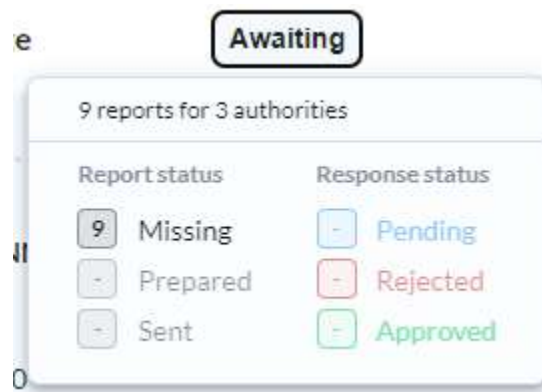 Awaiting
9 reports for 3 authorities
Report status Response status
9 Missing - Pending
- Prepared - Rejected
- Sent - Approved